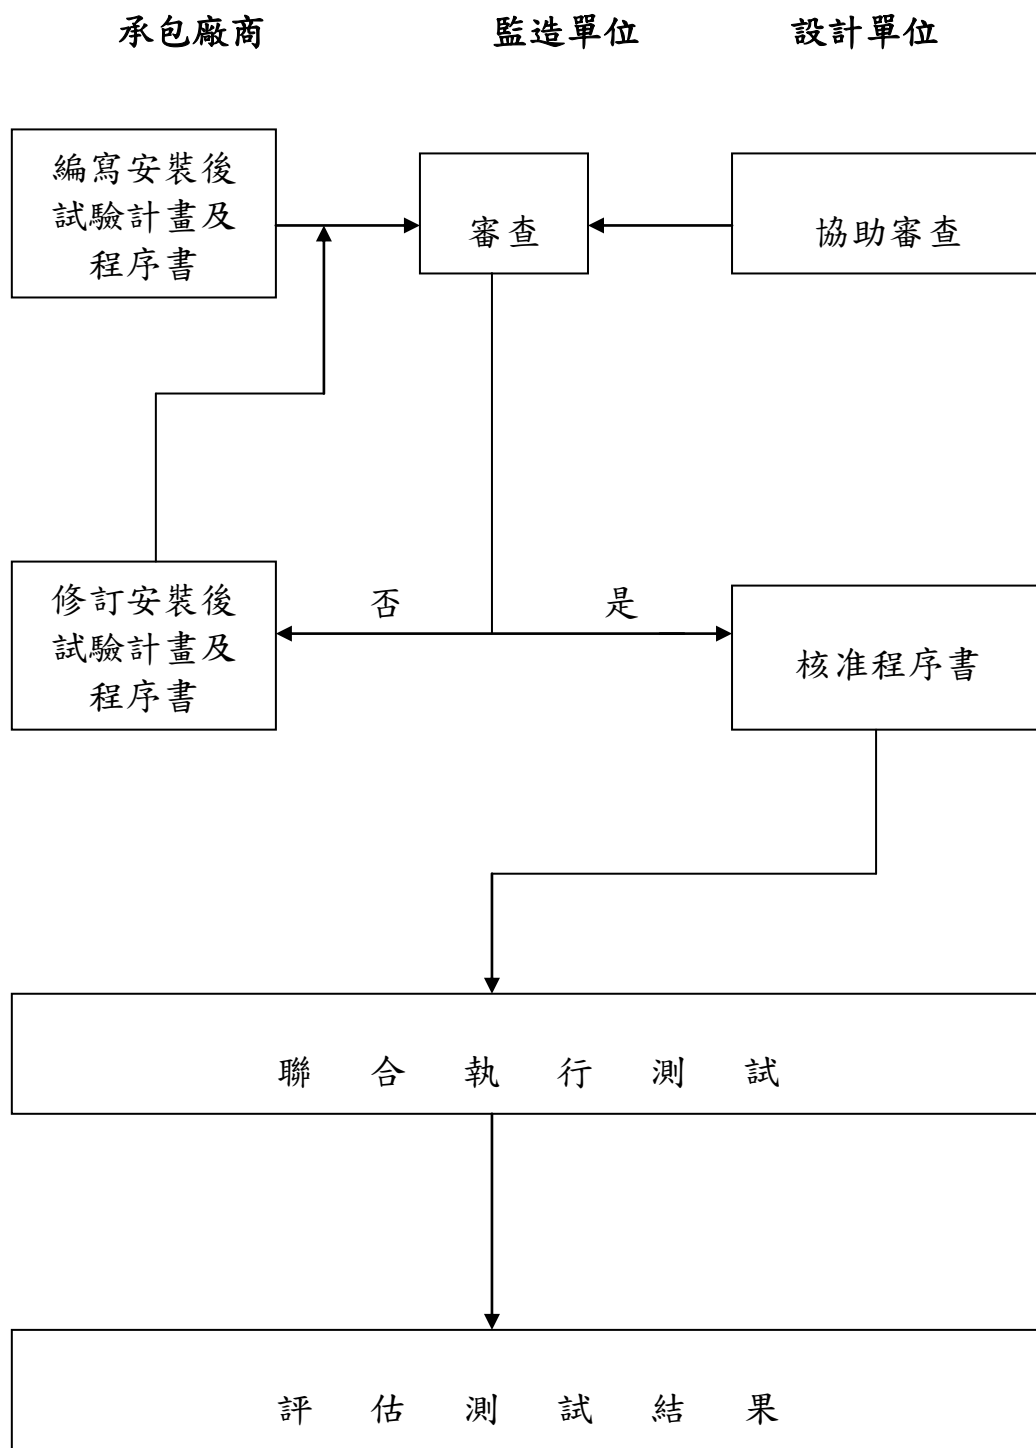 承包廠商
監造單位
設計單位
編寫安裝後
試驗計畫及
程序書
審查
協助審查
修訂安裝後
試驗計畫及
程序書
否
是
核准程序書
聯合執行測試
評估測試結果